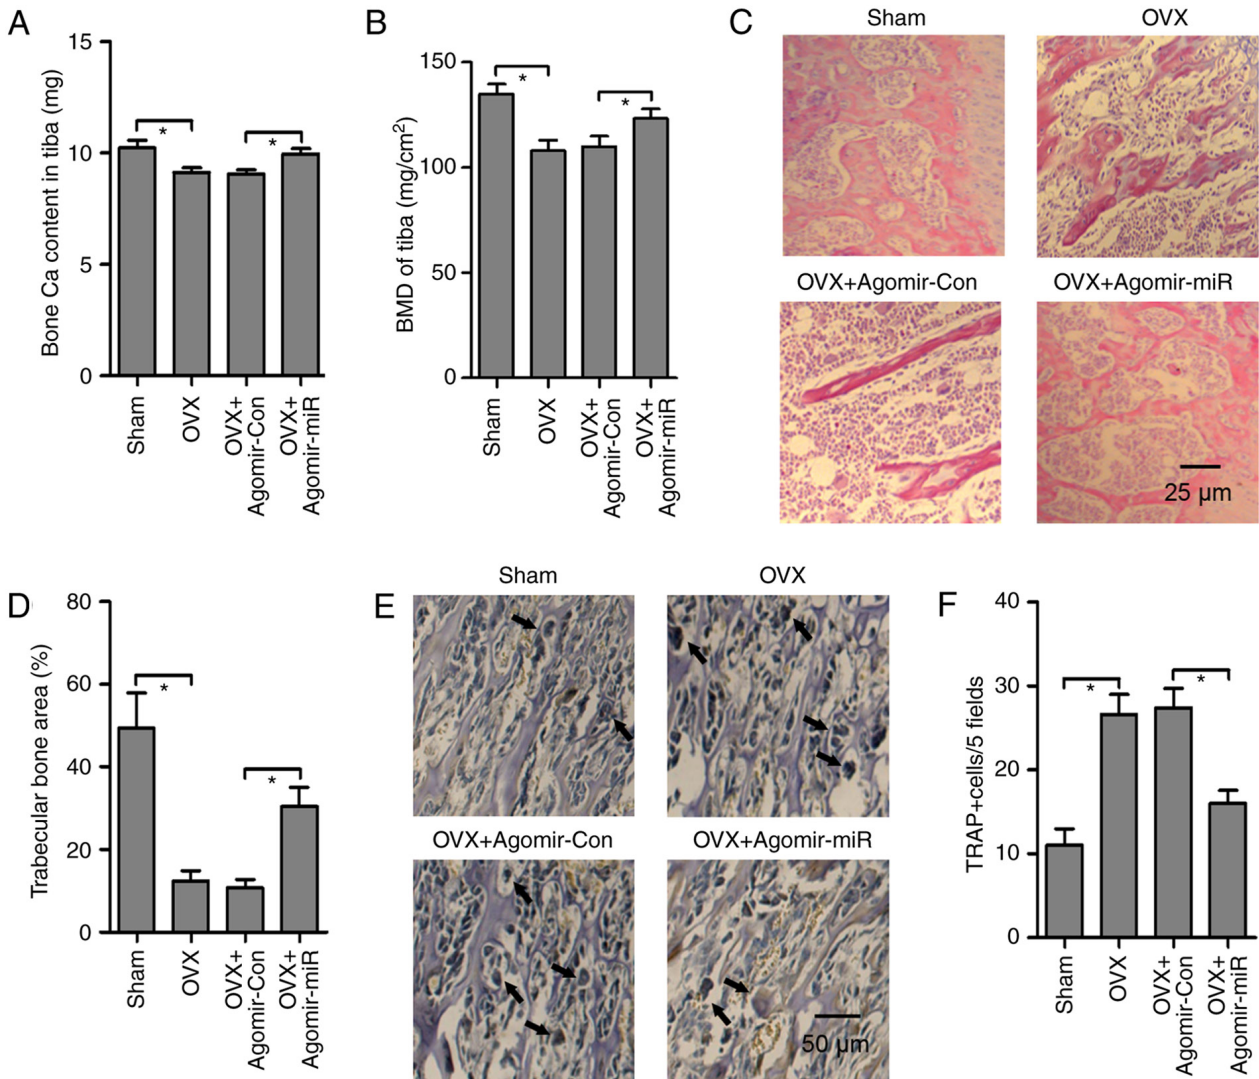 A
Bone Ca content in tiba (mg)
15
10
5
0
*
*
Sham
OVX
OVX+
Agomir-Con
OVX+
Agomir-miR
B
BMD of tiba (mg/cm²)
150
100
50
0
*
*
Sham
OVX
OVX+
Agomir-Con
OVX+
Agomir-miR
C
Sham
OVX
OVX+Agomir-Con
OVX+Agomir-miR
25 µm
D
Trabecular bone area (%)
80
60
40
20
0
*
*
Sham
OVX
OVX+
Agomir-Con
OVX+
Agomir-miR
E
Sham
OVX
OVX+Agomir-Con
OVX+Agomir-miR
50 µm
F
TRAP+cells/5 fields
40
30
20
10
0
*
*
Sham
OVX
OVX+
Agomir-Con
OVX+
Agomir-miR